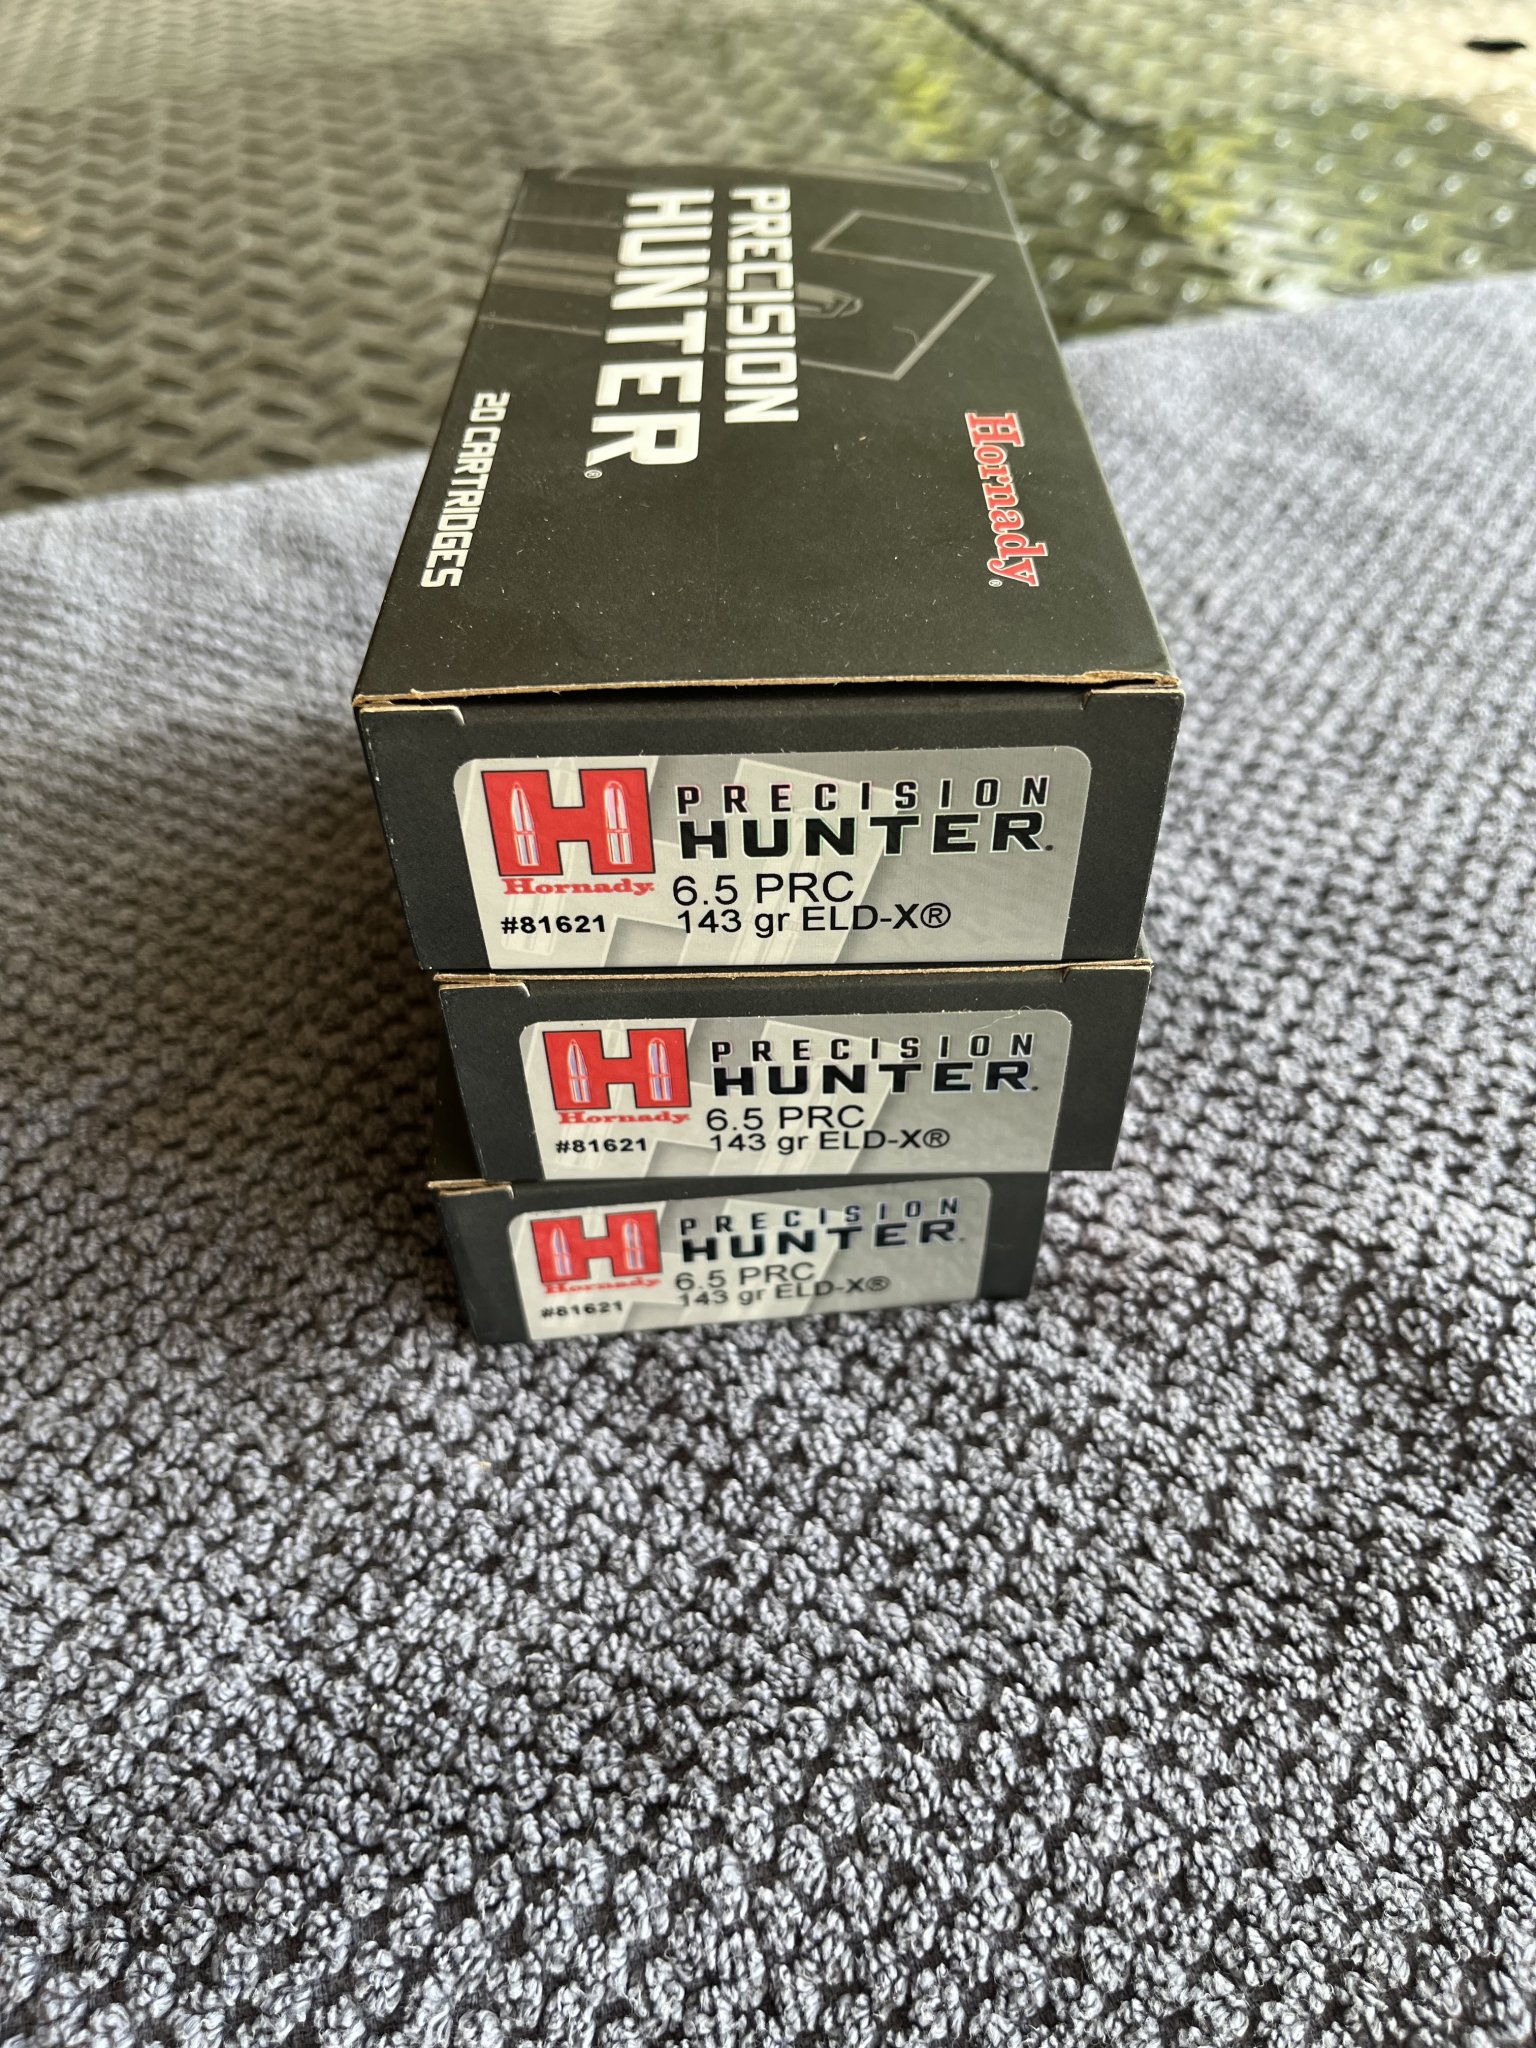 PRECISION
HUNTER®
20 CARTRIDGES
Hornady®
H
Hornady.
#81621
PRECISION
HUNTER.
6.5 PRC
143 gr ELD-X®
H
Hornady.
#81621
PRECISION
HUNTER.
6.5 PRC
143 gr ELD-X®
H
Hornady.
#81621
PRECISION
HUNTER.
6.5 PRC
143 gr ELD-X®